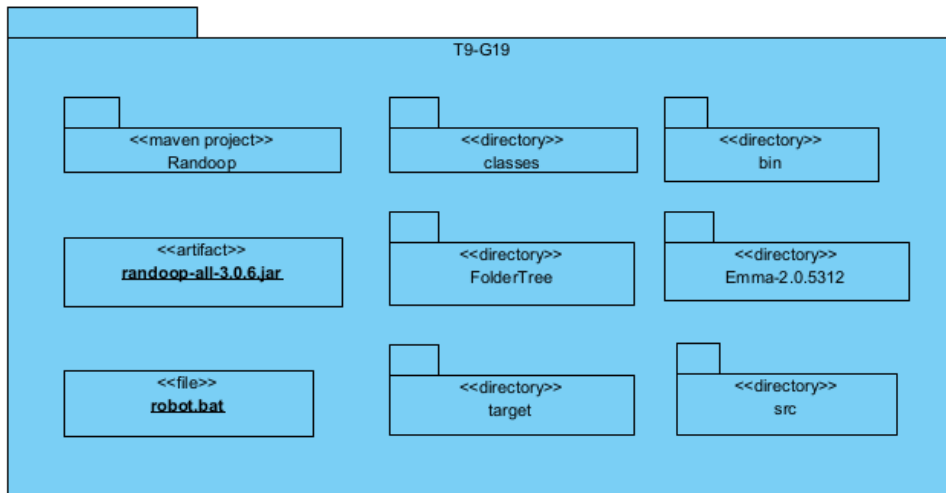 T9-G19
<<maven project>>
Randoop
<<directory>>
classes
<<directory>>
bin
<<artifact>>
randoop-all-3.0.6.jar
<<directory>>
FolderTree
<<directory>>
Emma-2.0.5312
<<file>>
robot.bat
<<directory>>
target
<<directory>>
src